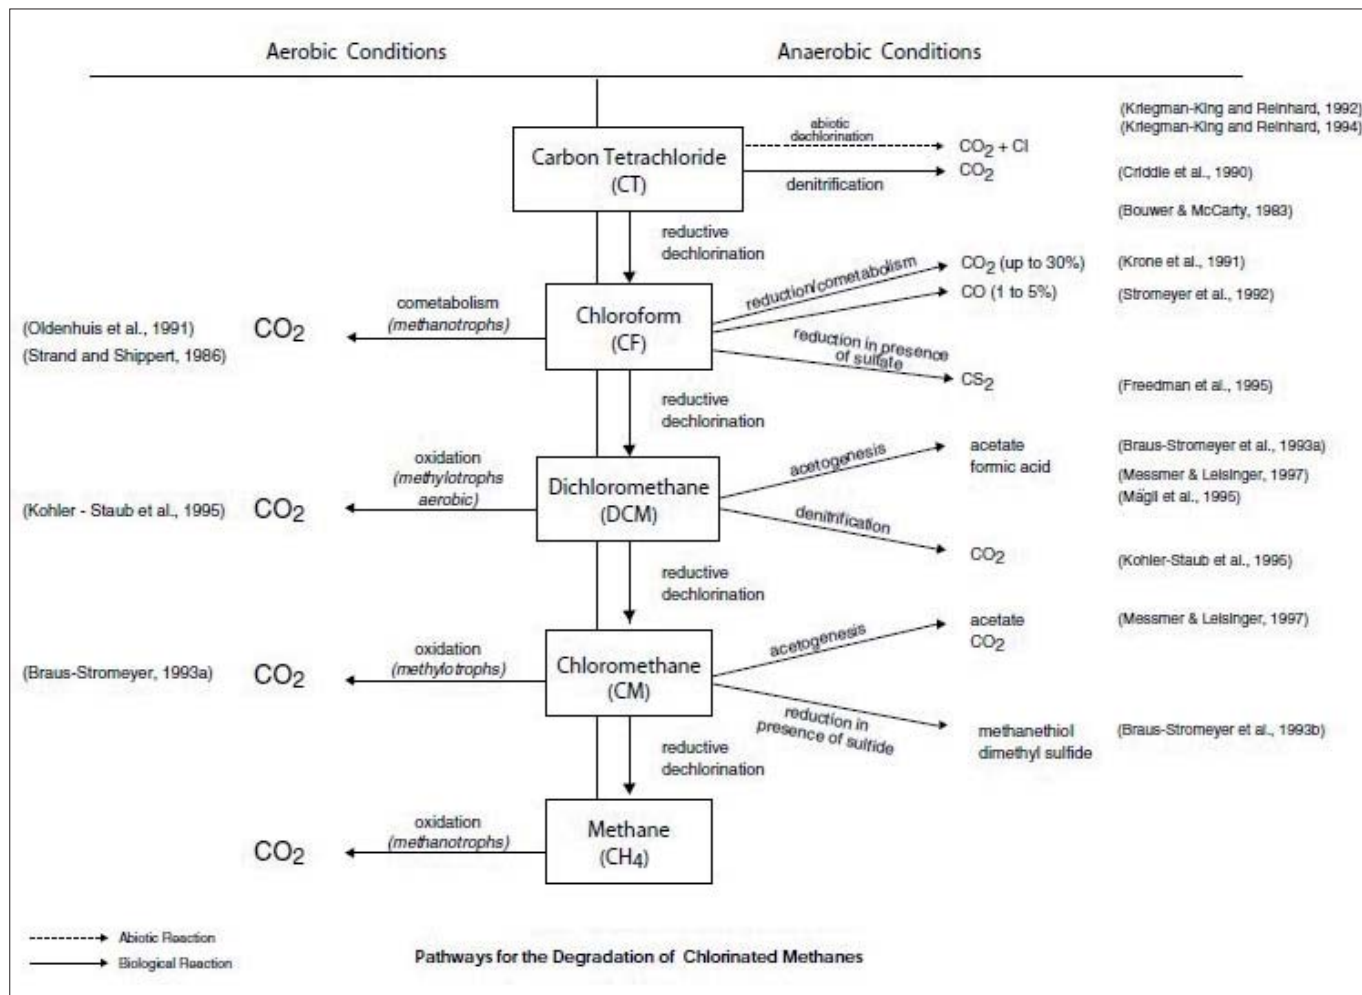 Aerobic Conditions
Anaerobic Conditions
Carbon Tetrachloride
(CT)
abiotic
dechlorination
CO2 + Cl
(Kriegman-King and Reinhard, 1992)
(Kriegman-King and Reinhard, 1994)
denitrification
CO2
(Criddle et al., 1990)
(Bouwer & McCarty, 1983)
reductive
dechlorination
Chloroform
(CF)
cometabolism
(methanotrophs)
CO2
(Oldenhuis et al., 1991)
(Strand and Shippert, 1986)
reduction/cometabolism
CO2 (up to 30%)
(Krone et al., 1991)
CO (1 to 5%)
(Stromeyer et al., 1992)
reduction in presence
of sulfate
CS2
(Freedman et al., 1995)
reductive
dechlorination
Dichloromethane
(DCM)
oxidation
(methylotrophs
aerobic)
CO2
(Kohler - Staub et al., 1995)
acetogenesis
acetate
formic acid
(Braus-Stromeyer et al., 1993a)
(Messmer & Leisinger, 1997)
(Mägli et al., 1995)
denitrification
CO2
(Kohler-Staub et al., 1995)
reductive
dechlorination
Chloromethane
(CM)
oxidation
(methylotrophs)
CO2
(Braus-Stromeyer, 1993a)
acetogenesis
acetate
CO2
(Messmer & Leisinger, 1997)
reduction in
presence of sulfide
methanethiol
dimethyl sulfide
(Braus-Stromeyer et al., 1993b)
reductive
dechlorination
Methane
(CH4)
oxidation
(methanotrophs)
CO2
Abiotic Reaction
Biological Reaction
Pathways for the Degradation of Chlorinated Methanes